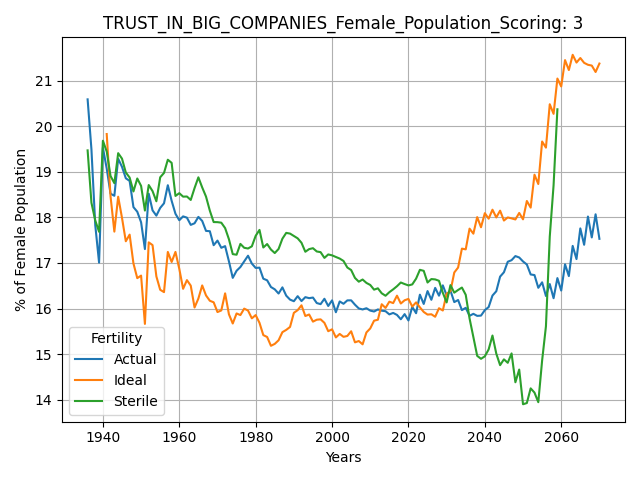 TRUST_IN_BIG_COMPANIES_Female_Population_Scoring: 3
% of Female Population
21
20
19
18
17
16
15
14
Fertility
Actual
Ideal
Sterile
1940 1960 1980 2000 2020 2040 2060
Years